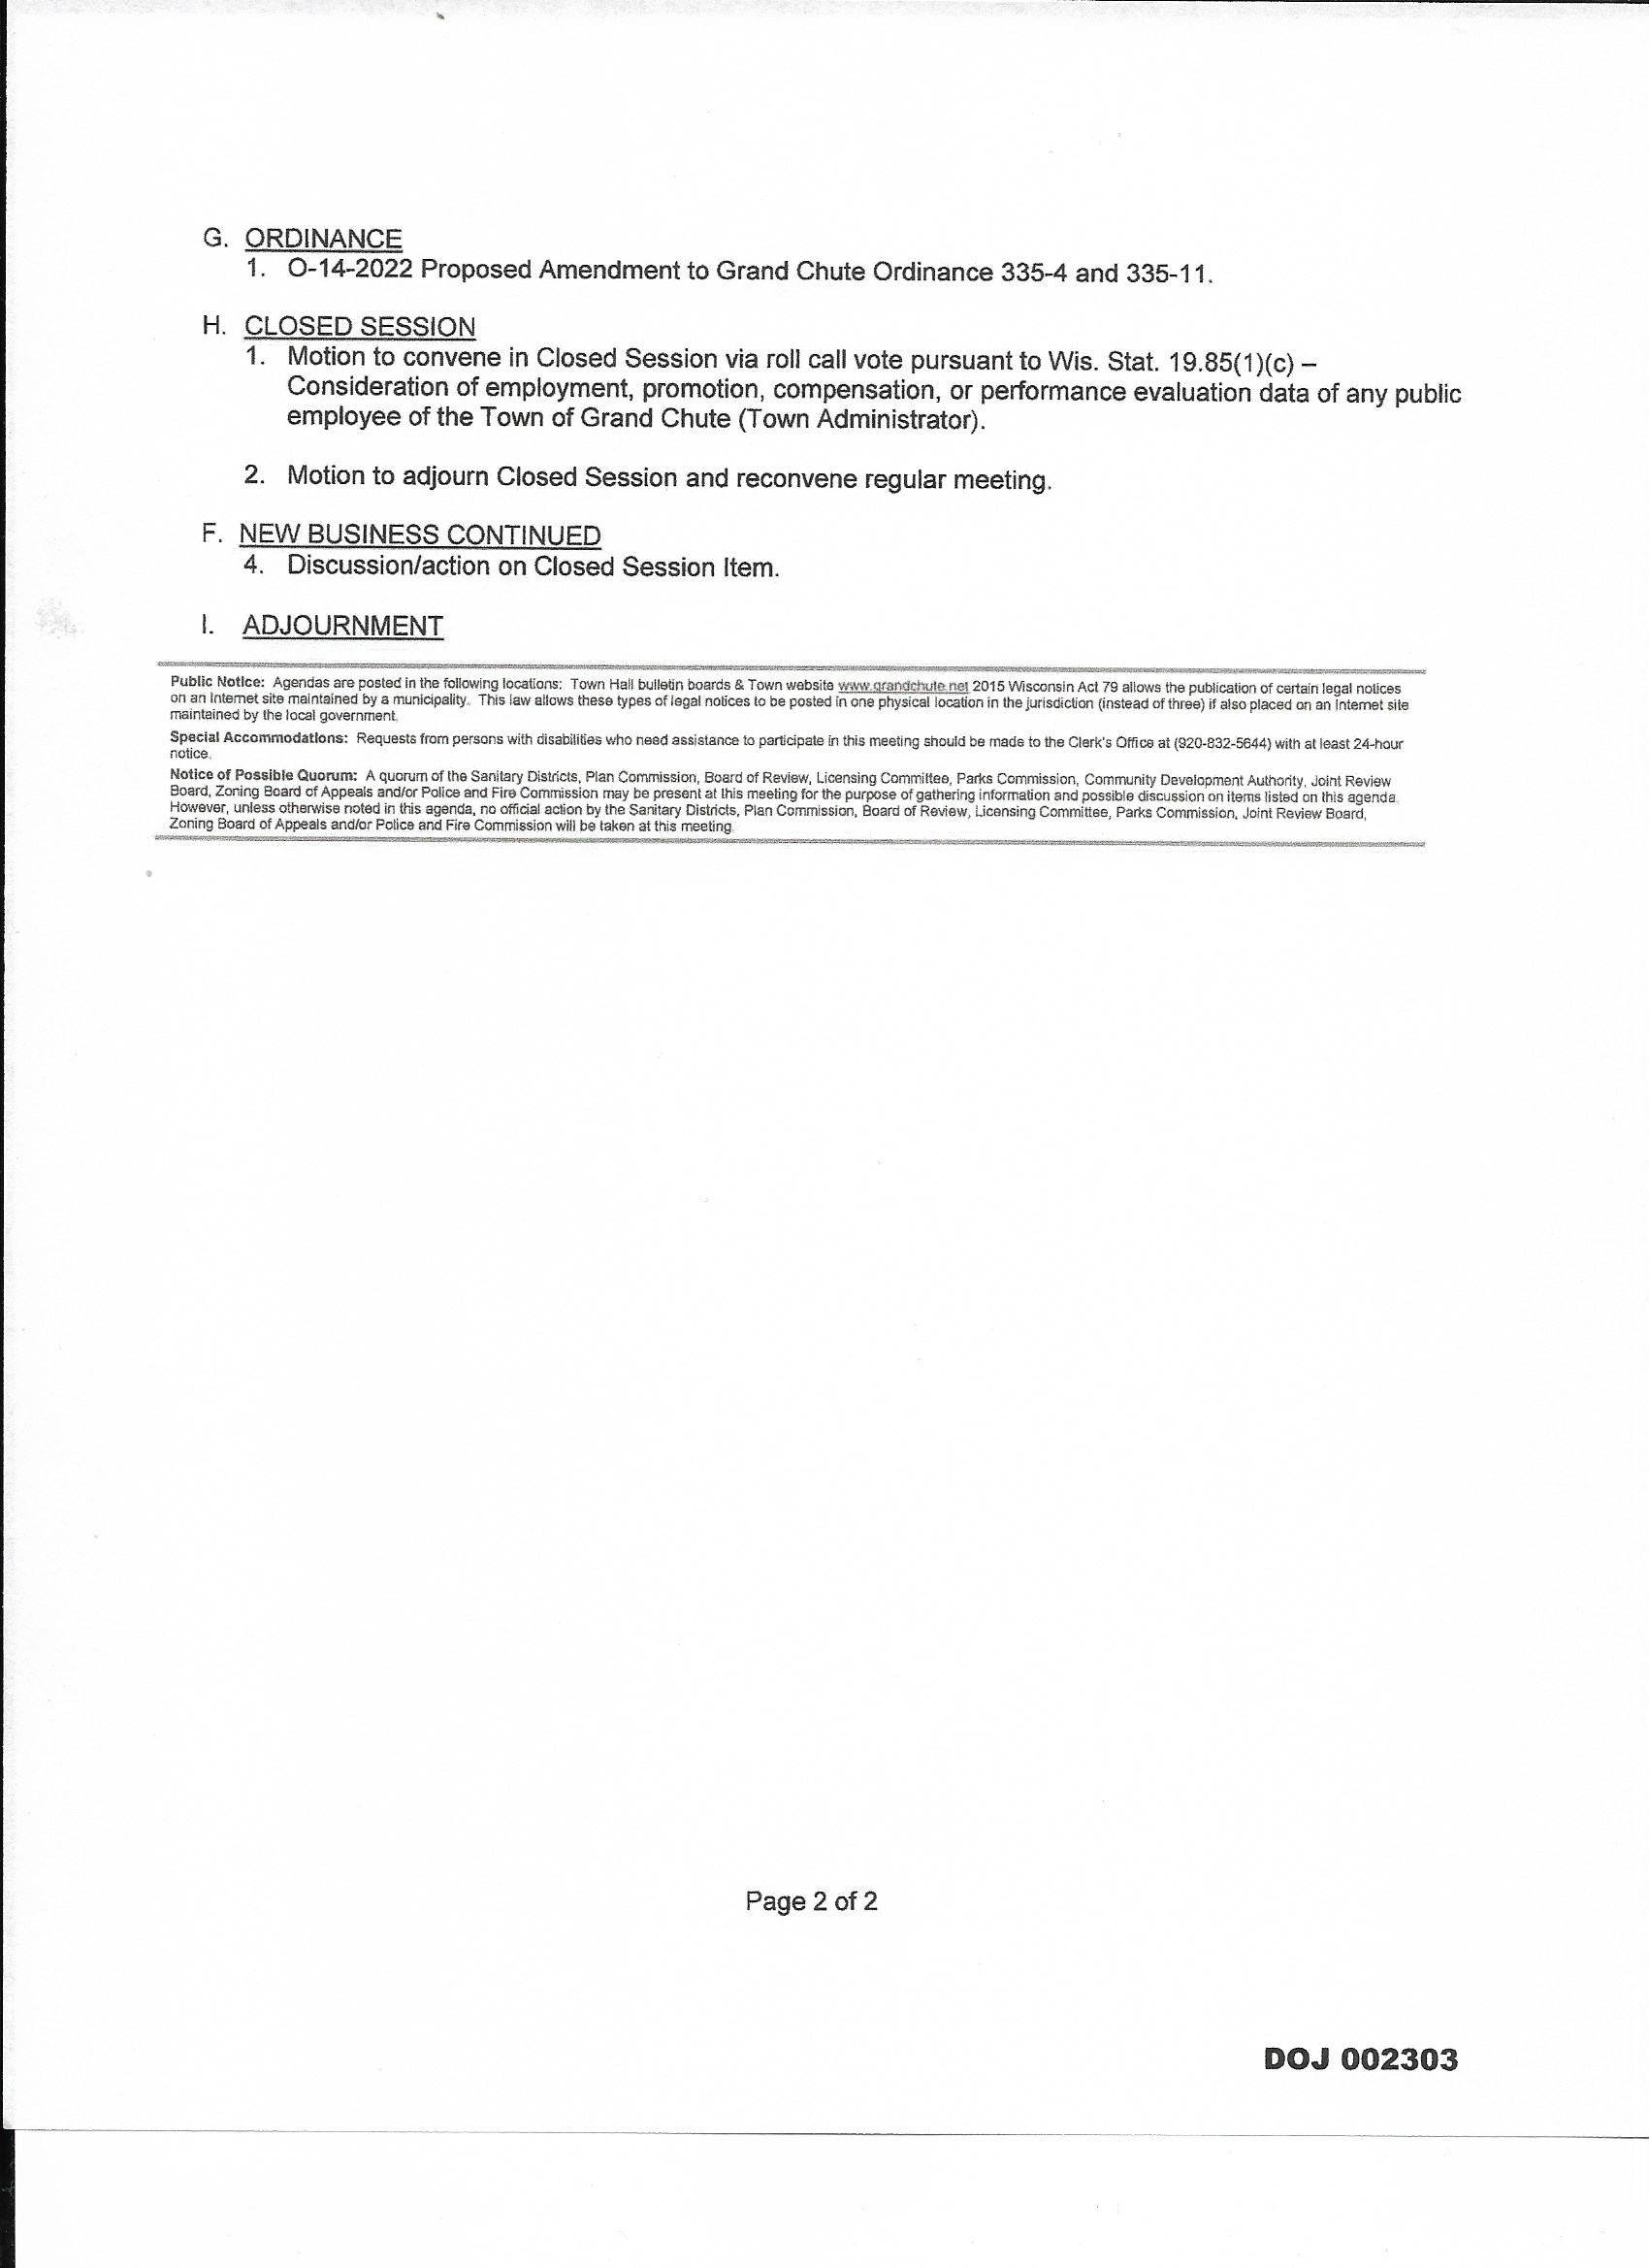 G. ORDINANCE
1. O-14-2022 Proposed Amendment to Grand Chute Ordinance 335-4 and 335-11.
H. CLOSED SESSION
1. Motion to convene in Closed Session via roll call vote pursuant to Wis. Stat. 19.85(1)(c) –
Consideration of employment, promotion, compensation, or performance evaluation data of any public
employee of the Town of Grand Chute (Town Administrator).
2. Motion to adjourn Closed Session and reconvene regular meeting.
F. NEW BUSINESS CONTINUED
4. Discussion/action on Closed Session Item.
I. ADJOURNMENT
Public Notice: Agendas are posted in the following locations: Town Hall bulletin boards & Town website www.grandchute.net 2015 Wisconsin Act 79 allows the publication of certain legal notices
on an Internet site maintained by a municipality. This law allows these types of legal notices to be posted in one physical location in the jurisdiction (instead of three) if also placed on an Internet site
maintained by the local government.
Special Accommodations: Requests from persons with disabilities who need assistance to participate in this meeting should be made to the Clerk's Office at (920-832-5644) with at least 24-hour
notice.
Notice of Possible Quorum: A quorum of the Sanitary Districts, Plan Commission, Board of Review, Licensing Committee, Parks Commission, Community Development Authority, Joint Review
Board, Zoning Board of Appeals and/or Police and Fire Commission may be present at this meeting for the purpose of gathering information and possible discussion on items listed on this agenda.
However, unless otherwise noted in this agenda, no official action by the Sanitary Districts, Plan Commission, Board of Review, Licensing Committee, Parks Commission, Joint Review Board,
Zoning Board of Appeals and/or Police and Fire Commission will be taken at this meeting.
Page 2 of 2
DOJ 002303